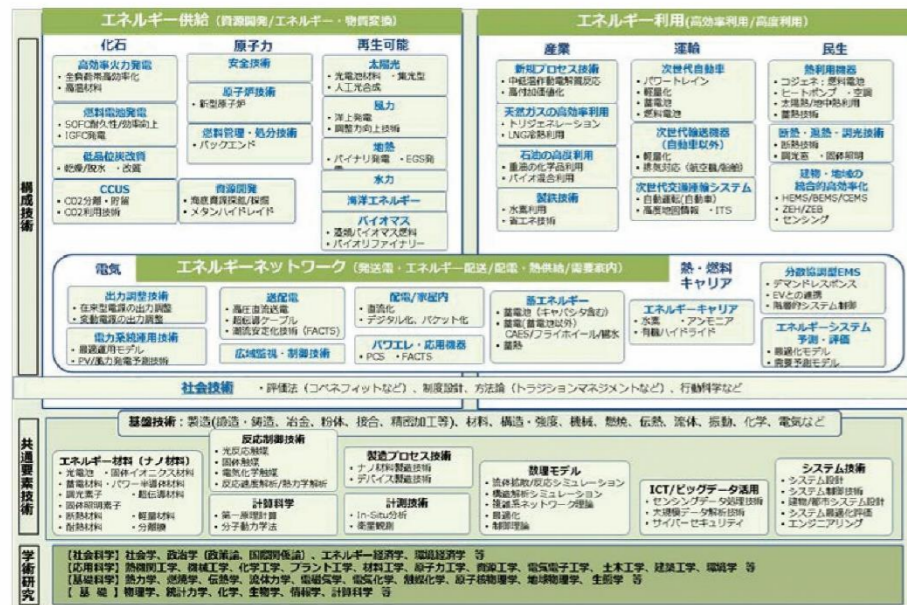 エネルギー供給（資源開発/エネルギー・物質変換）
化石
高効率火力発電
・全負荷帯高効率化
・高温材料
燃料電池発電
・SOFC耐久性/効率向上
・IGFC発電
低品位炭改質
・乾燥/脱水 ・改質
CCUS
・CO2分離・貯留
・CO2利用技術
原子力
安全技術
原子炉技術
・新型原子炉
燃料管理・処分技術
・バックエンド
資源開発
・海底資源探鉱/採掘
・メタンハイドレイド
再生可能
太陽光
・光電池材料 ・集光型
・人工光合成
風力
・洋上発電
・調整力向上技術
地熱
・バイナリ発電 ・EGS発
水力
海洋エネルギー
バイオマス
・藻類バイオマス燃料
・バイオリファイナリー
エネルギー利用(高効率利用/高度利用)
産業
新規プロセス技術
・中低温作動電解質反応
・高付加価値化
天然ガスの高効率利用
・トリジェネレーション
・LNG冷熱利用
石油の高度利用
・重油の化学品利用
・バイオ混合利用
製鉄技術
・水素利用
・省エネ技術
運輸
次世代自動車
・パワートレイン
・軽量化
・蓄電池
・燃料電池
次世代輸送機器
(自動車以外)
・軽量化
・排気対応(航空機/船舶)
次世代交通運輸システム
・自動運転(自動車)
・高度地図情報 ・ITS
民生
熱利用機器
・コジェネ：燃料電池
・ヒートポンプ ・空調
・太陽熱/地中熱利用
・蓄熱技術
断熱・遮熱・調光技術
・断熱技術
・調光窓 ・固体照明
建物・地域の
統合的高効率化
・HEMS/BEMS/CEMS
・ZEH/ZEB
・センシング
構成技術
電気
エネルギーネットワーク（発送電・エネルギー配送/配電・熱供給/需要案内）
熱・燃料
キャリア
出力調整技術
・在来型電源の出力調整
・変動電源の出力調整
電力系統運用技術
・最適運用モデル
・PV/風力発電予測技術
送配電
・高圧直流送電
・超伝導ケーブル
・潮流安定化技術（FACTS）
広域監視・制御技術
配電/家屋内
・直流化
・デジタル化、パケット化
パワエレ・応用機器
・PCS ・FACTS
蓄エネルギー
・蓄電池（キャパシタ含む）
・蓄電(蓄電池以外)
CAES/フライホイール/揚水
・蓄熱
エネルギーキャリア
・水素 ・アンモニア
・有機ハイドライド
分散協調型EMS
・デマンドレスポンス
・EVとの連携
・階層的システム制御
エネルギーシステム
予測・評価
・最適化モデル
・需要予測モデル
社会技術 ・評価法（コベネフィットなど）、制度設計、方法論（トラジションマネジメントなど）、行動科学など
共通要素技術
基盤技術：製造(鍛造・鋳造、冶金、粉体、接合、精密加工等)、材料、構造・強度、機械、燃焼、伝熱、流体、振動、化学、電気など
エネルギー材料（ナノ材料）
・光電池 ・固体イオニクス材料
・蓄電材料・パワー半導体材料
・調光素子 ・超伝導材料
・固体照明素子
・断熱材料 ・軽量材料
・耐熱材料 ・分離膜
反応制御技術
・光反応触媒
・固体触媒
・電気化学触媒
・反応速度解析/熱力学解析
計算科学
・第一原理計算
・分子動力学法
製造プロセス技術
・ナノ材料製造技術
・デバイス製造技術
計測技術
・In-Situ分析
・衛星観測
数理モデル
・流体拡散/反応シミュレーション
・構造解析シミュレーション
・複雑系ネットワーク理論
・最適化
・制御理論
ICT/ビッグデータ活用
・センシングデータ処理技術
・大規模データ解析技術
・サイバーセキュリティ
システム技術
・システム設計
・システム制御技術
・建物/都市システム設計
・システム最適化評価
・エンジニアリング
学術研究
【社会科学】社会学、政治学（政策論、国際関係論）、エネルギー経済学、環境経済学 等
【応用科学】熱機関工学、機械工学、化学工学、プラント工学、材料工学、原子力工学、資源工学、電気電子工学、土木工学、建築工学、環境学 等
【基礎科学】熱力学、燃焼学、伝熱学、流体力学、電磁気学、電気化学、触媒化学、原子核物理学、地球物理学、生態学 等
【 基 礎 】物理学、統計力学、化学、生物学、情報学、計算科学 等